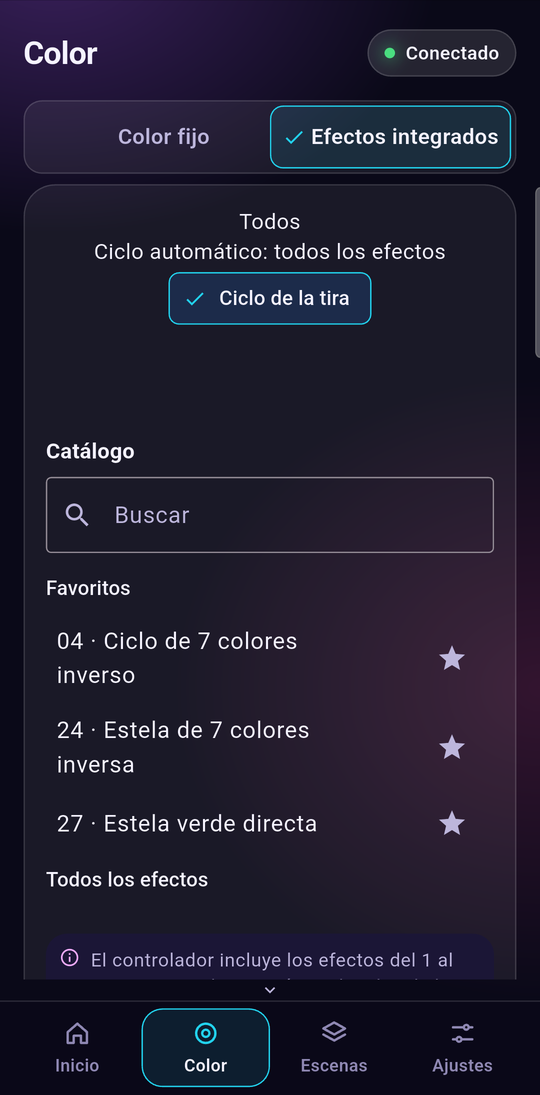 Color
Conectado
Color fijo
Efectos integrados
Todos
Ciclo automático: todos los efectos
Ciclo de la tira
Catálogo
Buscar
Favoritos
04 · Ciclo de 7 colores
inverso
24 · Estela de 7 colores
inversa
27 · Estela verde directa
Todos los efectos
El controlador incluye los efectos del 1 al
Inicio
Color
Escenas
Ajustes